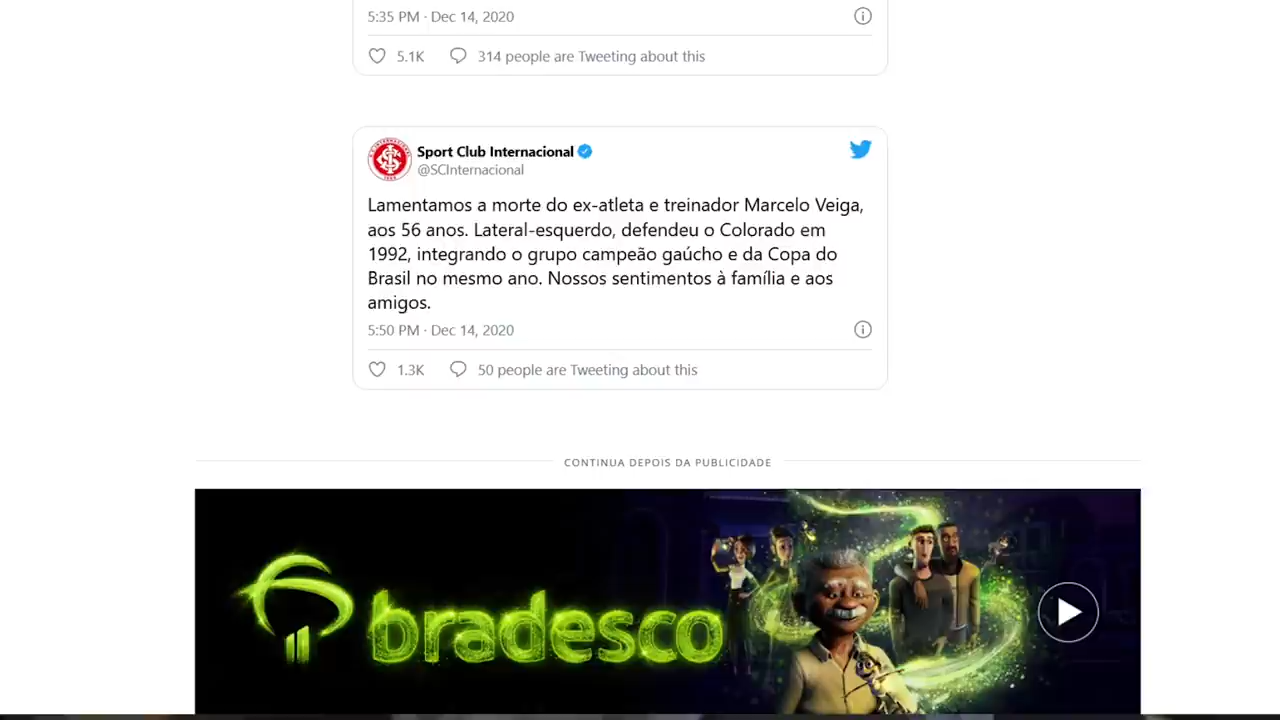 5:35 PM · Dec 14, 2020
5.1K 314 people are Tweeting about this
Sport Club Internacional
@SCInternacional
Lamentamos a morte do ex-atleta e treinador Marcelo Veiga,
aos 56 anos. Lateral-esquerdo, defendeu o Colorado em
1992, integrando o grupo campeão gaúcho e da Copa do
Brasil no mesmo ano. Nossos sentimentos à família e aos
amigos.
5:50 PM · Dec 14, 2020
1.3K 50 people are Tweeting about this
CONTINUA DEPOIS DA PUBLICIDADE
bradesco